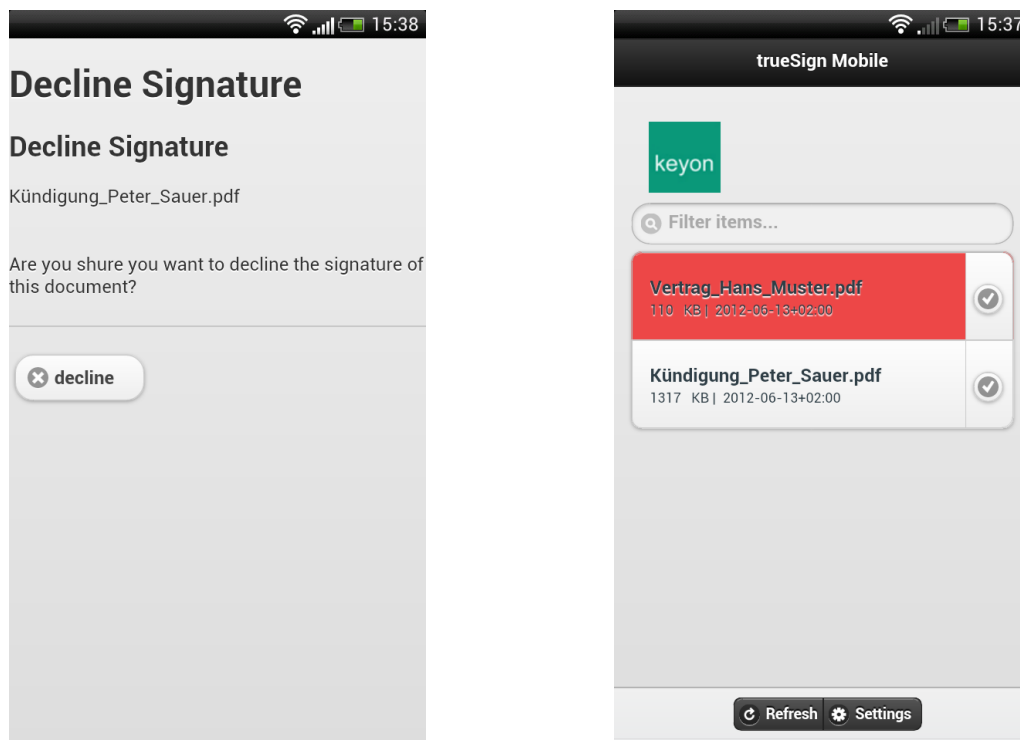 15:38
Decline Signature
Decline Signature
Kündigung_Peter_Sauer.pdf
Are you shure you want to decline the signature of
this document?
decline
15:37
trueSign Mobile
keyon
Filter items...
Vertrag_Hans_Muster.pdf
110 KB | 2012-06-13+02:00
Kündigung_Peter_Sauer.pdf
1317 KB | 2012-06-13+02:00
Refresh Settings